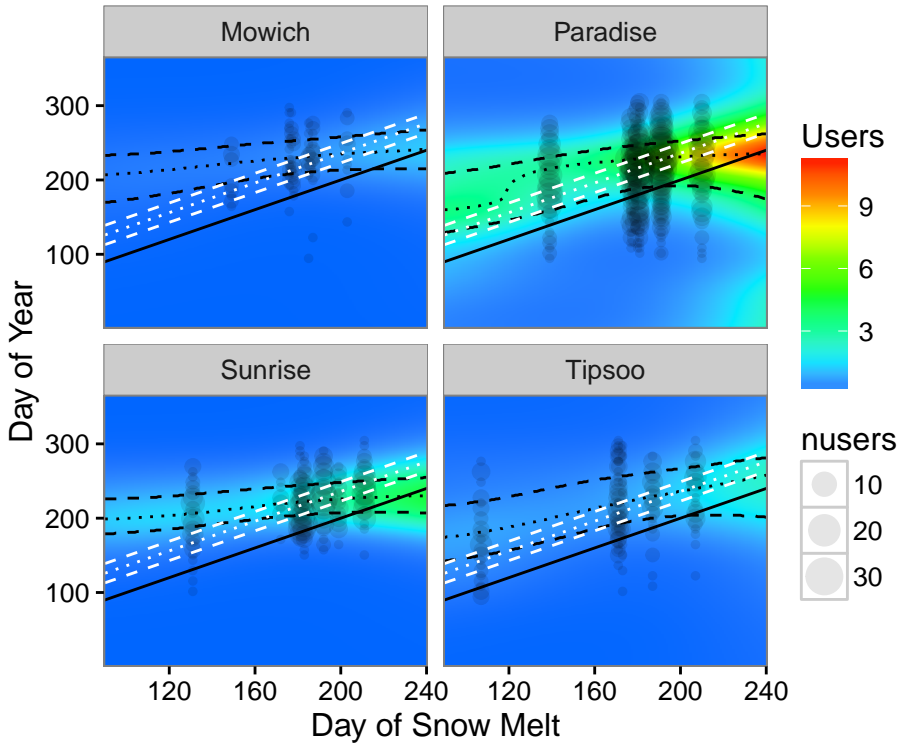 Mowich
Paradise
300
200
100
Sunrise
Tipsoo
300
200
100
120
160
200
240
120
160
200
240
Day of Snow Melt
Day of Year
Users
9
6
3
nusers
10
20
30